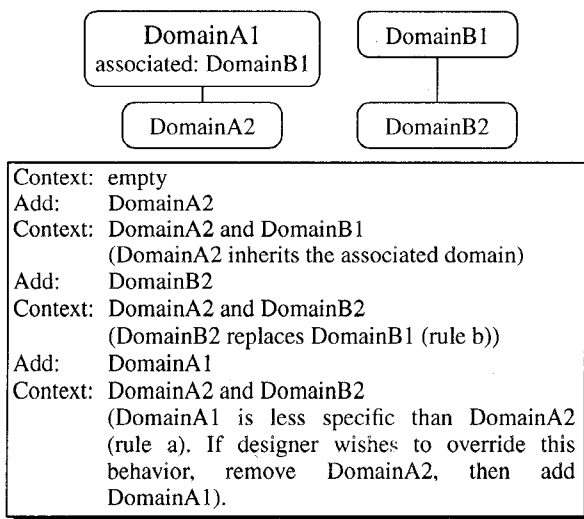 DomainA1
associated: DomainB1
DomainB1
DomainA2
DomainB2
Context: empty
Add: DomainA2
Context: DomainA2 and DomainB1
(DomainA2 inherits the associated domain)
Add: DomainB2
Context: DomainA2 and DomainB2
(DomainB2 replaces DomainB1 (rule b))
Add: DomainA1
Context: DomainA2 and DomainB2
(DomainA1 is less specific than DomainA2
(rule a). If designer wishes to override this
behavior, remove DomainA2, then add
DomainA1).